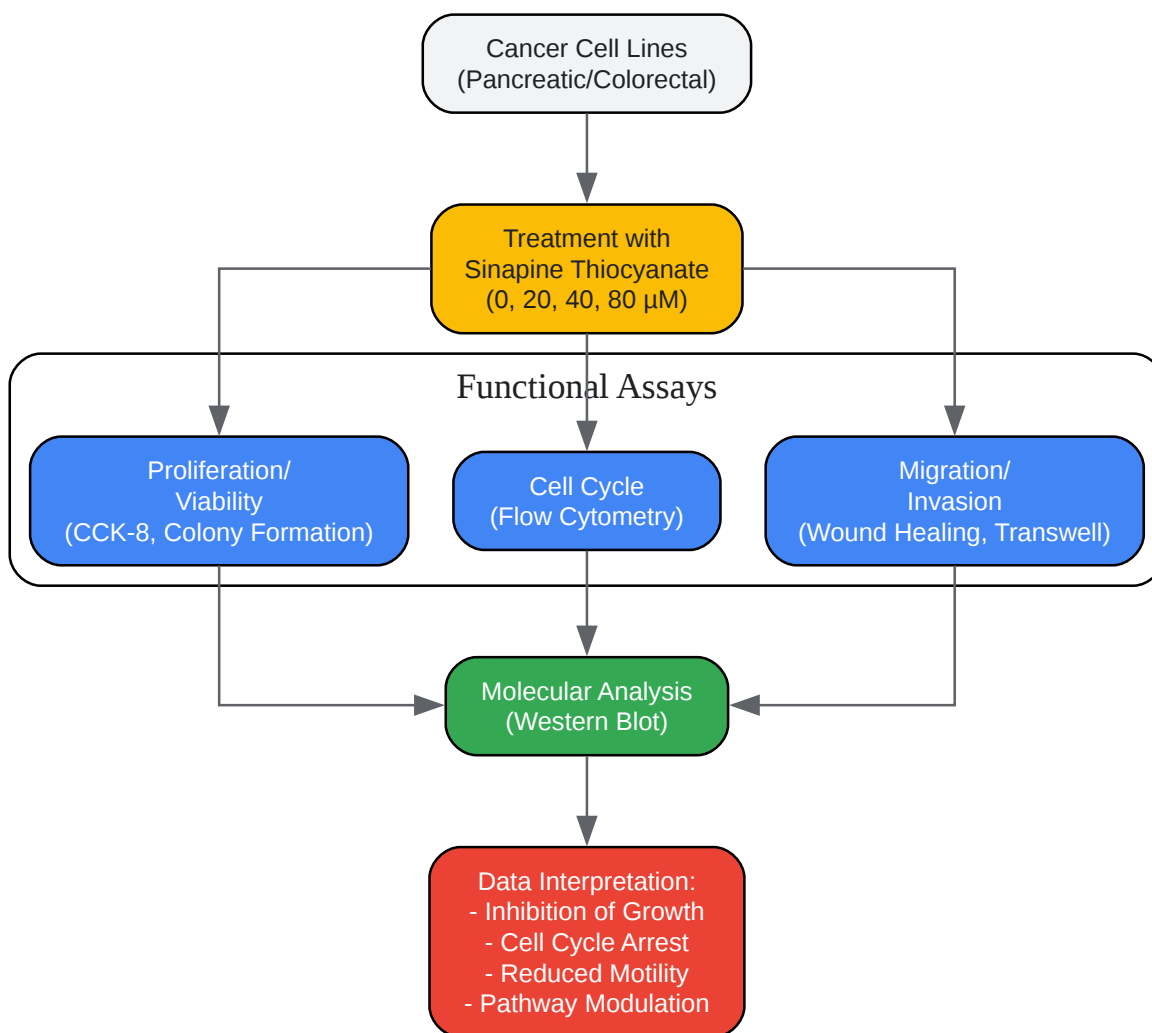 Cancer Cell Lines
(Pancreatic/Colorectal)
Treatment with
Sinapine Thiocyanate
(0, 20, 40, 80 µM)
Functional Assays
Proliferation/
Viability
(CCK-8, Colony Formation)
Cell Cycle
(Flow Cytometry)
Migration/
Invasion
(Wound Healing, Transwell)
Molecular Analysis
(Western Blot)
Data Interpretation:
- Inhibition of Growth
- Cell Cycle Arrest
- Reduced Motility
- Pathway Modulation